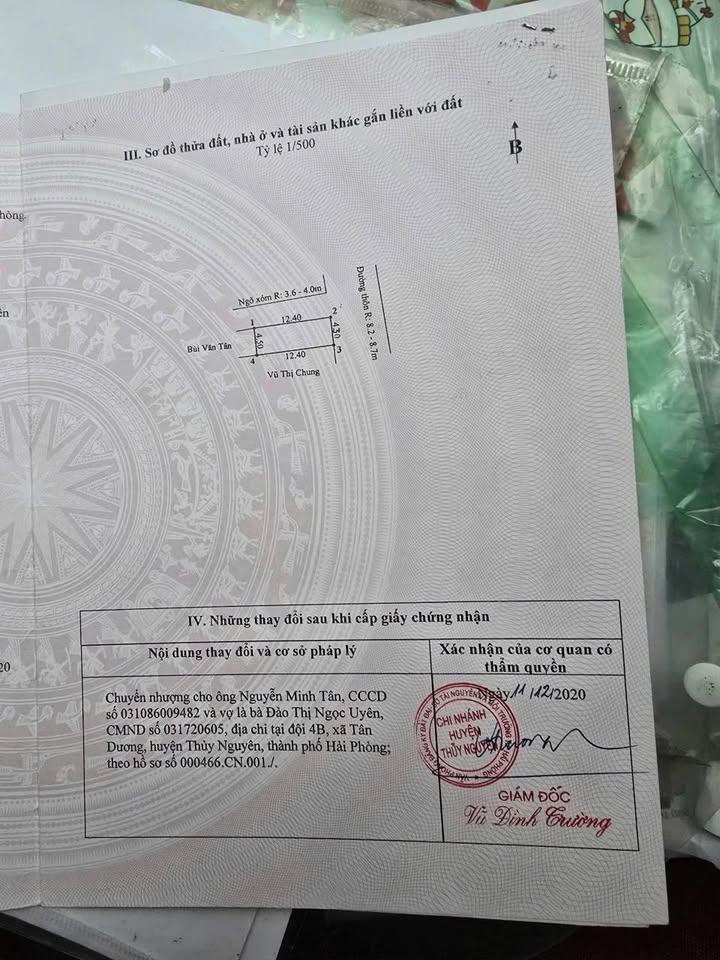 III. Sơ đồ thửa đất, nhà ở và tài sản khác gắn liền với đất
Tỷ lệ 1/500
B
hòng.
ền
Ngõ xóm R: 3.6 - 4.0m
Đường thôn R: 8.2 - 8.7m
1
12.40
2
Bùi Văn Tân
4.50
4.30
4
12.40
3
Vũ Thị Chung
20
IV. Những thay đổi sau khi cấp giấy chứng nhận
Nội dung thay đổi và cơ sở pháp lý
Xác nhận của cơ quan có
thẩm quyền
Chuyển nhượng cho ông Nguyễn Minh Tân, CCCD
số 031086009482 và vợ là bà Đào Thị Ngọc Uyên,
CMND số 031720605, địa chỉ tại đội 4B, xã Tân
Dương, huyện Thủy Nguyên, thành phố Hải Phòng;
theo hồ sơ số 000466.CN.001./.
Ngày 11/12/2020
CHI NHÁNH
HUYỆN
THỦY NGUYÊN
GIÁM ĐỐC
Vũ Đình Trường